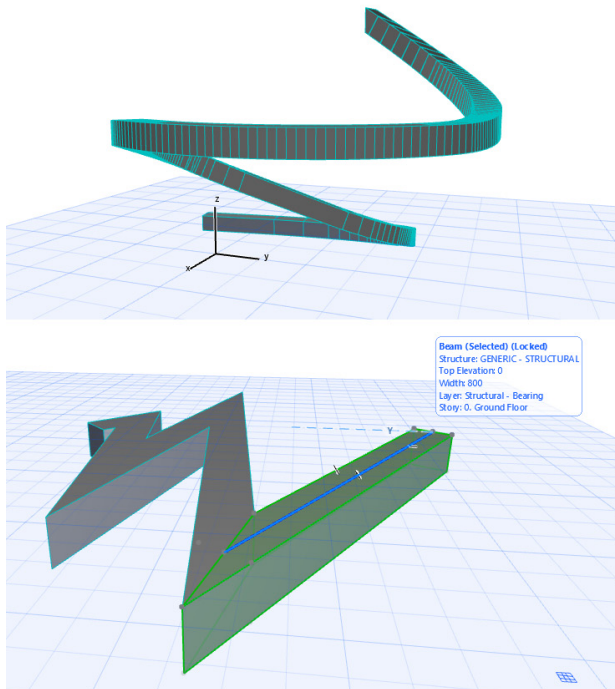 z
x
y
Beam (Selected) (Locked)
Structure: GENERIC - STRUCTURAL
Top Elevation: 0
Width: 800
Layer: Structural - Bearing
Story: 0. Ground Floor
Y